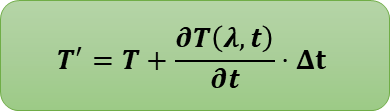 T′ = T + ∂T(λ, t)/∂t · Δt